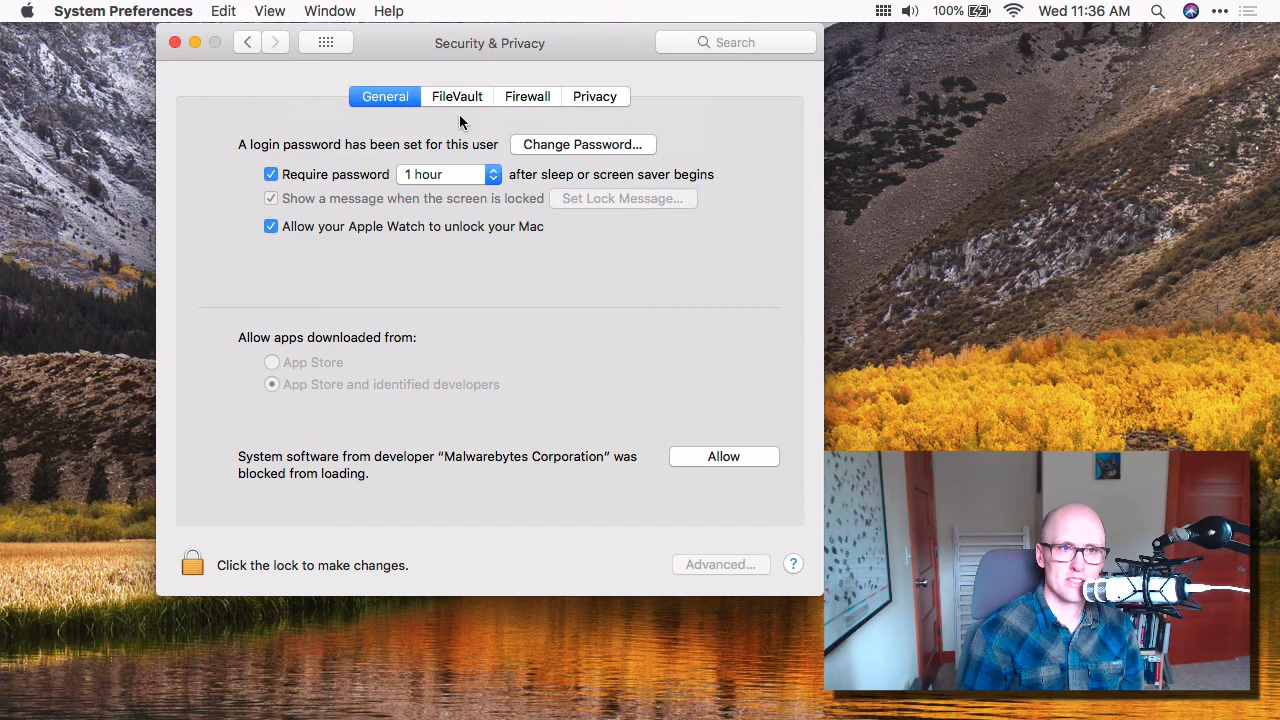 System Preferences Edit View Window Help 100% Wed 11:36 AM
Security & Privacy Search
General FileVault Firewall Privacy
A login password has been set for this user Change Password...
Require password 1 hour after sleep or screen saver begins
Show a message when the screen is locked Set Lock Message...
Allow your Apple Watch to unlock your Mac
Allow apps downloaded from:
App Store
App Store and identified developers
System software from developer “Malwarebytes Corporation” was
blocked from loading.
Allow
Click the lock to make changes. Advanced... ?